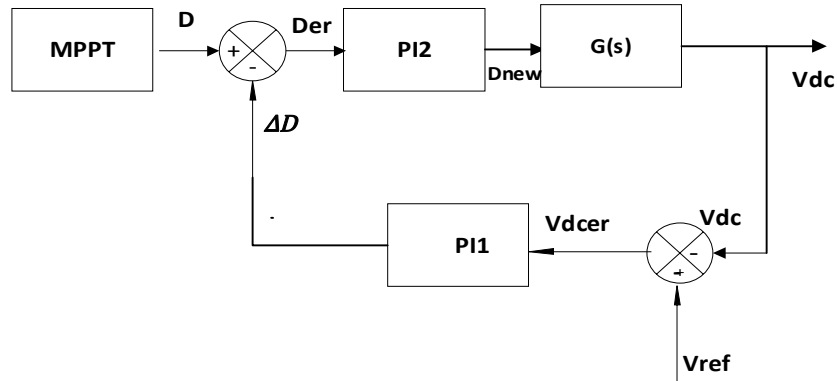 D
Der
MPPT
+
-
PI2
Dnew
G(s)
Vdc
ΔD
-
PI1
Vdcer
Vdc
-
+
Vref